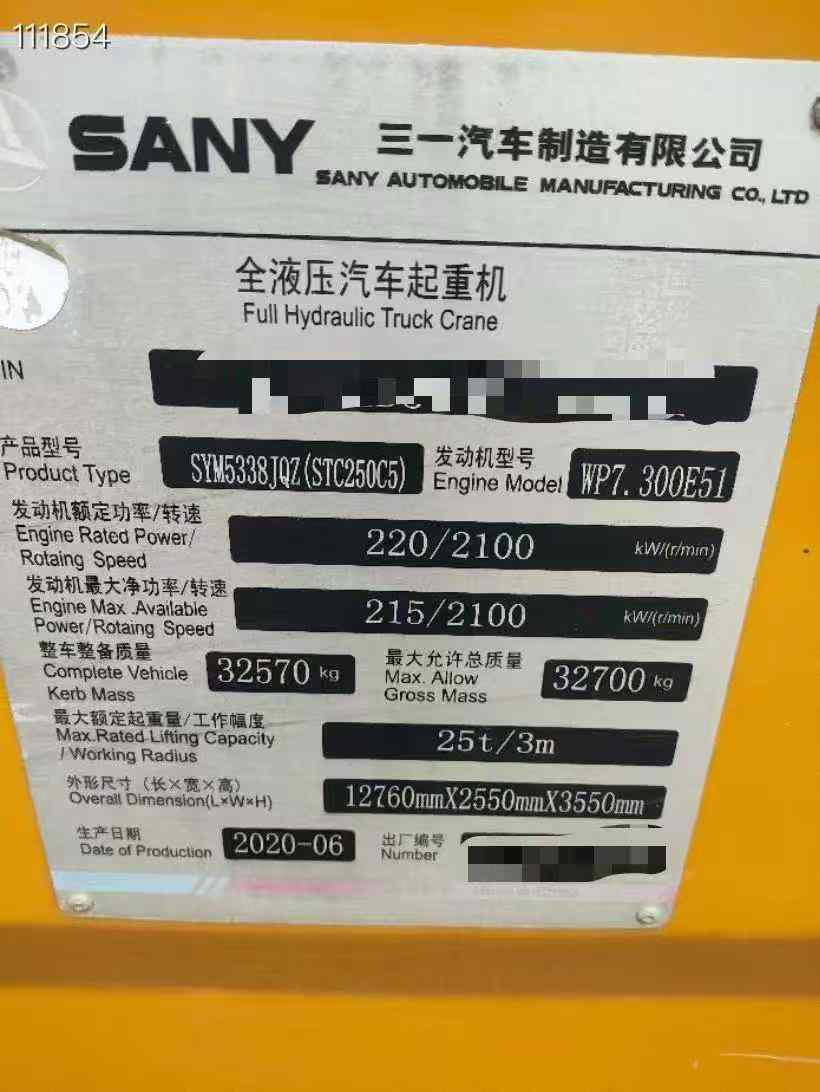 111854
SANY 三一汽车制造有限公司
SANY AUTOMOBILE MANUFACTURING CO., LTD
全液压汽车起重机
Full Hydraulic Truck Crane
IN
产品型号
Product Type
SYM5338JQZ(STC250C5)
发动机型号
Engine Model
WP7.300E51
发动机额定功率/转速
Engine Rated Power/
Rotaing Speed
220/2100 kW/(r/min)
发动机最大净功率/转速
Engine Max .Available
Power/Rotaing Speed
215/2100 kW/(r/min)
整车整备质量
Complete Vehicle
Kerb Mass
32570 kg
最大允许总质量
Max. Allow
Gross Mass
32700 kg
最大额定起重量/工作幅度
Max.Rated Lifting Capacity
/Working Radius
25t/3m
外形尺寸（长×宽×高）
Overall Dimension(L×W×H)
12760mmX2550mmX3550mm
生产日期
Date of Production
2020-06
出厂编号
Number